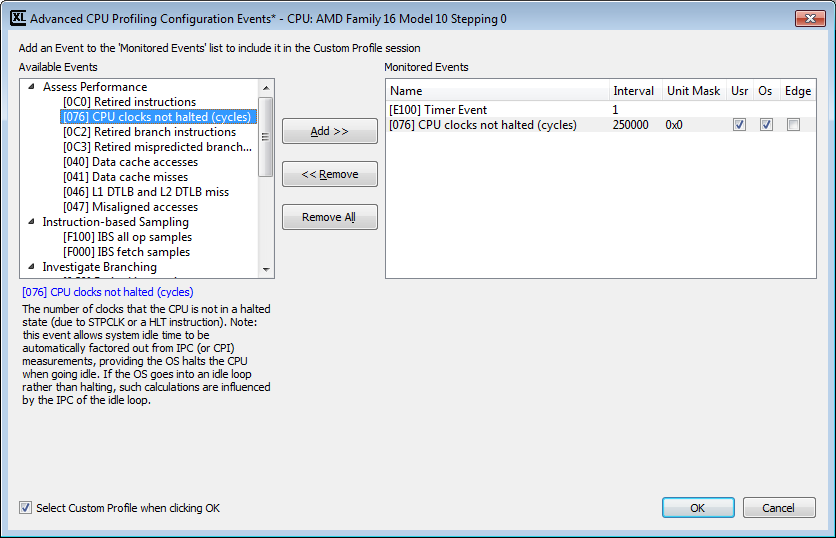 XL Advanced CPU Profiling Configuration Events* - CPU: AMD Family 16 Model 10 Stepping 0
Add an Event to the 'Monitored Events' list to include it in the Custom Profile session
Available Events
Assess Performance
[0C0] Retired instructions
[076] CPU clocks not halted (cycles)
[0C2] Retired branch instructions
[0C3] Retired mispredicted branch...
[040] Data cache accesses
[041] Data cache misses
[046] L1 DTLB and L2 DTLB miss
[047] Misaligned accesses
Instruction-based Sampling
[F100] IBS all op samples
[F000] IBS fetch samples
Investigate Branching
Add >>
<< Remove
Remove All
Monitored Events
Name Interval Unit Mask Usr Os Edge
[E100] Timer Event 1
[076] CPU clocks not halted (cycles) 250000 0x0
[076] CPU clocks not halted (cycles)
The number of clocks that the CPU is not in a halted
state (due to STPCLK or a HLT instruction). Note:
this event allows system idle time to be
automatically factored out from IPC (or CPI)
measurements, providing the OS halts the CPU
when going idle. If the OS goes into an idle loop
rather than halting, such calculations are influenced
by the IPC of the idle loop.
Select Custom Profile when clicking OK
OK
Cancel